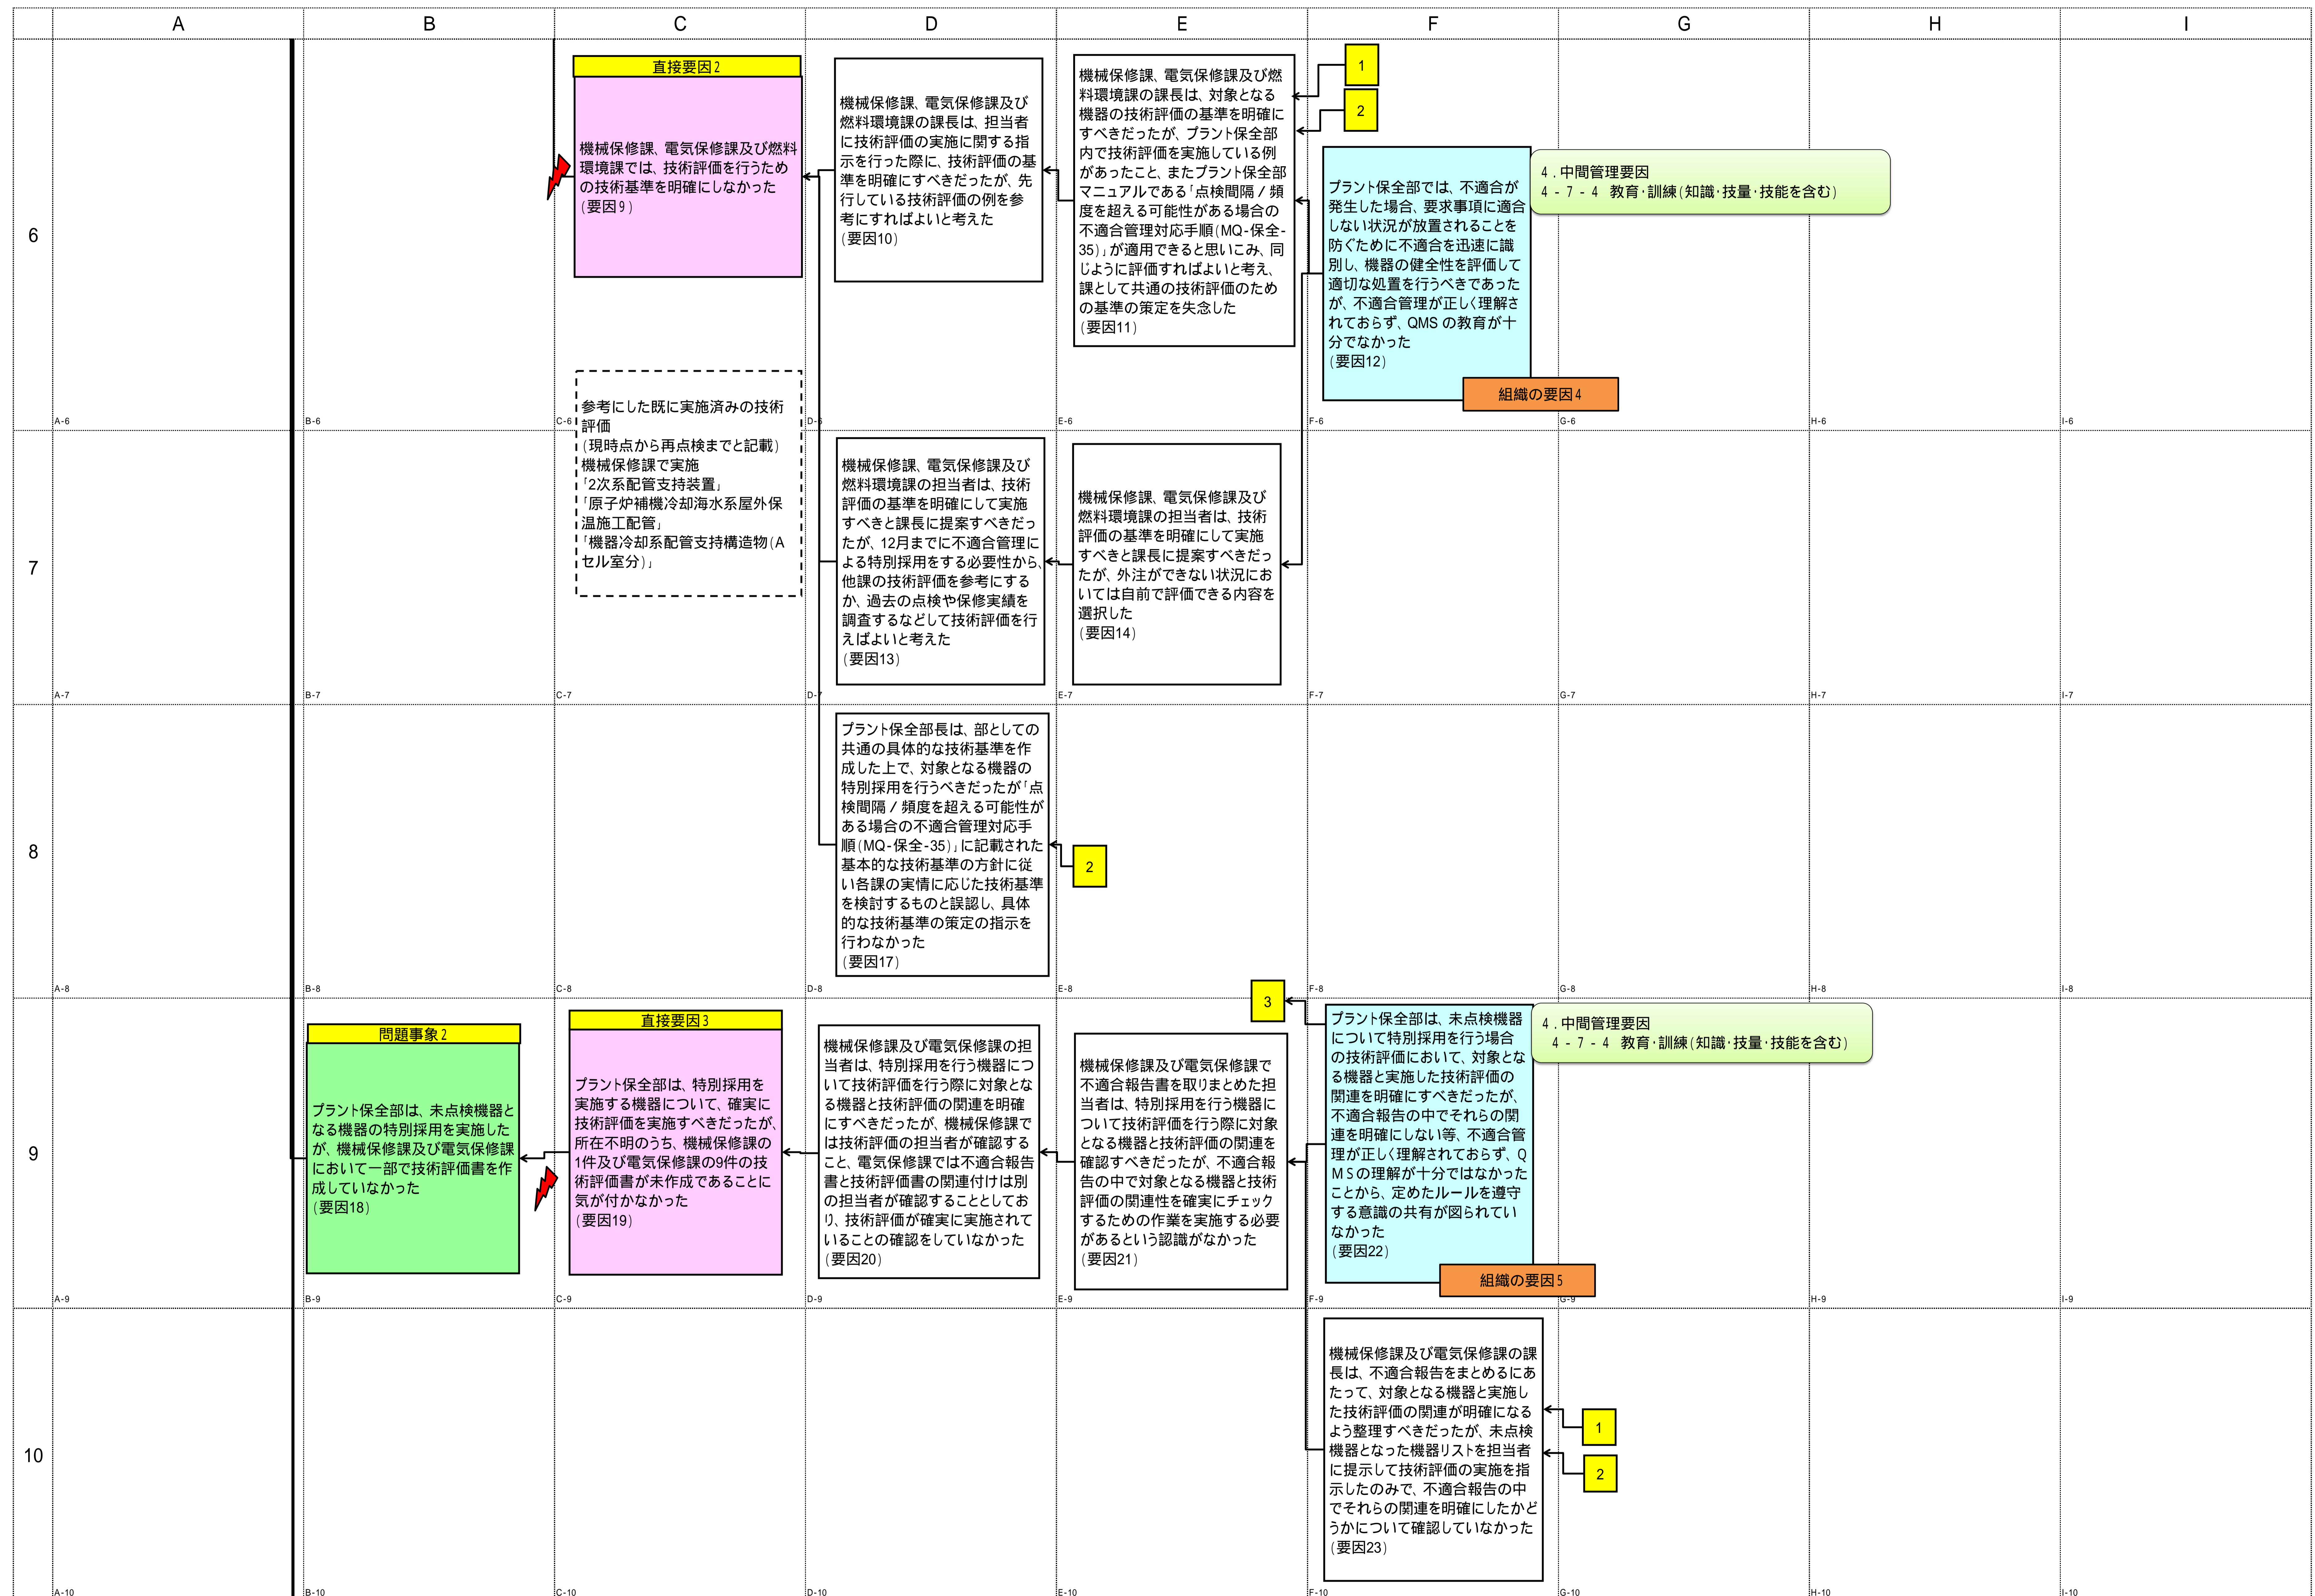 A
B
C
D
E
F
G
H
I
6
直接要因2
機械保修課、電気保修課及び燃料
環境課では、技術評価を行うため
の技術基準を明確にしなかった
(要因9)
機械保修課、電気保修課及び
燃料環境課の課長は、担当者
に技術評価の実施に関する指
示を行った際に、技術評価の基
準を明確にすべきだったが、先
行している技術評価の例を参
考にすればよいと考えた
(要因10)
機械保修課、電気保修課及び燃
料環境課の課長は、対象となる
機器の技術評価の基準を明確に
すべきだったが、プラント保全部
内で技術評価を実施している例
があったこと、またプラント保全部
マニュアルである「点検間隔／頻
度を超える可能性がある場合の
不適合管理対応手順(MQ-保全-
35)」が適用できると思いこみ、同
じように評価すればよいと考え、
課として共通の技術評価のため
の基準の策定を失念した
(要因11)
1
2
プラント保全部では、不適合が
発生した場合、要求事項に適合
しない状況が放置されることを
防ぐために不適合を迅速に識
別し、機器の健全性を評価して
適切な処置を行うべきであった
が、不適合管理が正しく理解さ
れておらず、QMSの教育が十
分でなかった
(要因12)
組織の要因4
4.中間管理要因
4-7-4 教育・訓練(知識・技量・技能を含む)
参考にした既に実施済みの技術
評価
(現時点から再点検までと記載)
機械保修課で実施
「2次系配管支持装置」
「原子炉補機冷却海水系屋外保
温施工配管」
「機器冷却系配管支持構造物(A
セル室分)」
A-6
B-6
C-6
D-6
E-6
F-6
G-6
H-6
I-6
7
機械保修課、電気保修課及び
燃料環境課の担当者は、技術
評価の基準を明確にして実施
すべきと課長に提案すべきだっ
たが、12月までに不適合管理に
よる特別採用をする必要性から、
他課の技術評価を参考にする
か、過去の点検や保修実績を
調査するなどして技術評価を行
えばよいと考えた
(要因13)
機械保修課、電気保修課及び
燃料環境課の担当者は、技術
評価の基準を明確にして実施
すべきと課長に提案すべきだっ
たが、外注ができない状況にお
いては自前で評価できる内容を
選択した
(要因14)
A-7
B-7
C-7
D-7
E-7
F-7
G-7
H-7
I-7
8
プラント保全部長は、部としての
共通の具体的な技術基準を作
成した上で、対象となる機器の
特別採用を行うべきだったが「点
検間隔／頻度を超える可能性が
ある場合の不適合管理対応手
順(MQ-保全-35)」に記載された
基本的な技術基準の方針に従
い各課の実情に応じた技術基準
を検討するものと誤認し、具体
的な技術基準の策定の指示を
行わなかった
(要因17)
2
A-8
B-8
C-8
D-8
E-8
F-8
G-8
H-8
I-8
9
問題事象2
プラント保全部は、未点検機器と
なる機器の特別採用を実施した
が、機械保修課及び電気保修課
において一部で技術評価書を作
成していなかった
(要因18)
直接要因3
プラント保全部は、特別採用を
実施する機器について、確実に
技術評価を実施すべきだったが、
所在不明のうち、機械保修課の
1件及び電気保修課の9件の技
術評価書が未作成であることに
気が付かなかった
(要因19)
機械保修課及び電気保修課の担
当者は、特別採用を行う機器につ
いて技術評価を行う際に対象とな
る機器と技術評価の関連を明確
にすべきだったが、機械保修課で
は技術評価の担当者が確認する
こと、電気保修課では不適合報告
書と技術評価書の関連付けは別
の担当者が確認することとしてお
り、技術評価が確実に実施されて
いることの確認をしていなかった
(要因20)
機械保修課及び電気保修課で
不適合報告書を取りまとめた担
当者は、特別採用を行う機器に
ついて技術評価を行う際に対象
となる機器と技術評価の関連を
確認すべきだったが、不適合報
告の中で対象となる機器と技術
評価の関連性を確実にチェック
するための作業を実施する必要
があるという認識がなかった
(要因21)
3
プラント保全部は、未点検機器
について特別採用を行う場合
の技術評価において、対象とな
る機器と実施した技術評価の
関連を明確にすべきだったが、
不適合報告の中でそれらの関
連を明確にしない等、不適合管
理が正しく理解されておらず、Q
MSの理解が十分ではなかった
ことから、定めたルールを遵守
する意識の共有が図られてい
なかった
(要因22)
組織の要因5
4.中間管理要因
4-7-4 教育・訓練(知識・技量・技能を含む)
A-9
B-9
C-9
D-9
E-9
F-9
G-9
H-9
I-9
10
機械保修課及び電気保修課の課
長は、不適合報告をまとめるにあ
たって、対象となる機器と実施し
た技術評価の関連が明確になる
よう整理すべきだったが、未点検
機器となった機器リストを担当者
に提示して技術評価の実施を指
示したのみで、不適合報告の中
でそれらの関連を明確にしたかど
うかについて確認していなかった
(要因23)
1
2
A-10
B-10
C-10
D-10
E-10
F-10
G-10
H-10
I-10